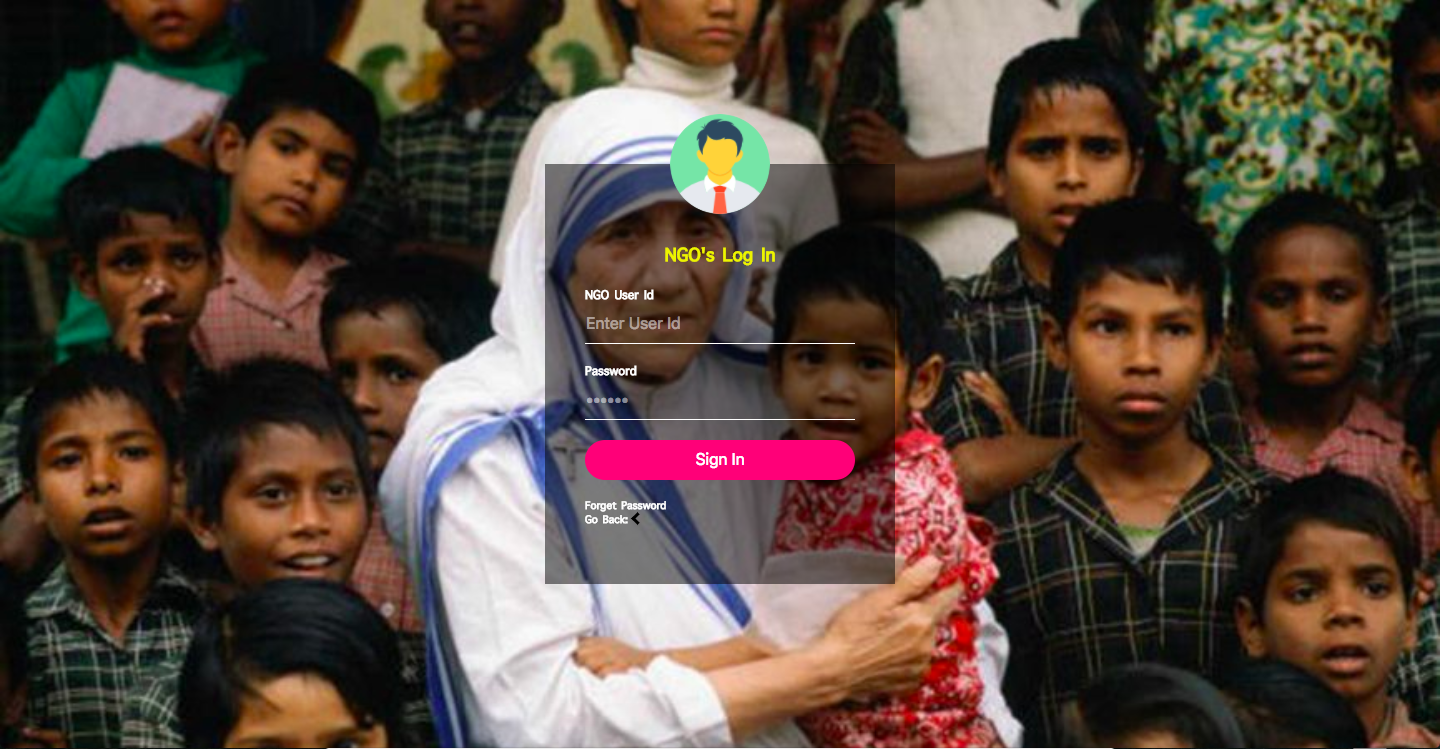 NGO's Log In
NGO User Id
Enter User Id
Password
••••••
Sign In
Forget Password
Go Back: